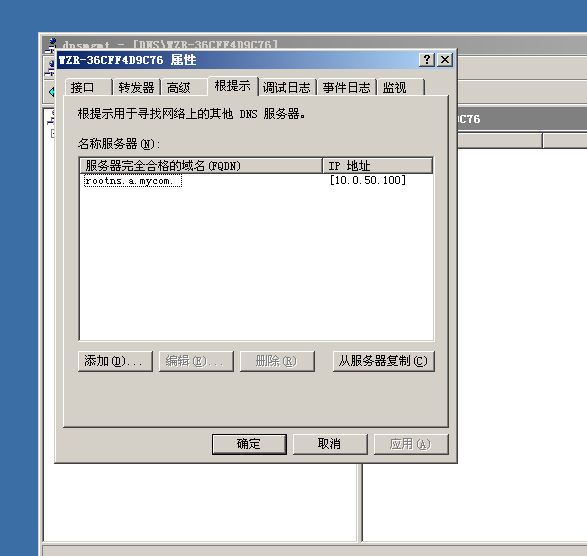 dnsmgmt - [DNS\WZR-36CFF4D9C76]
WZR-36CFF4D9C76 属性
接口 转发器 高级 根提示 调试日志 事件日志 监视
根提示用于寻找网络上的其他 DNS 服务器。
C76
名称服务器(N):
服务器完全合格的域名(FQDN) IP 地址
rootns.a.mycom. [10.0.50.100]
添加(D)... 编辑(E)... 删除(R) 从服务器复制(C)
确定 取消 应用(A)